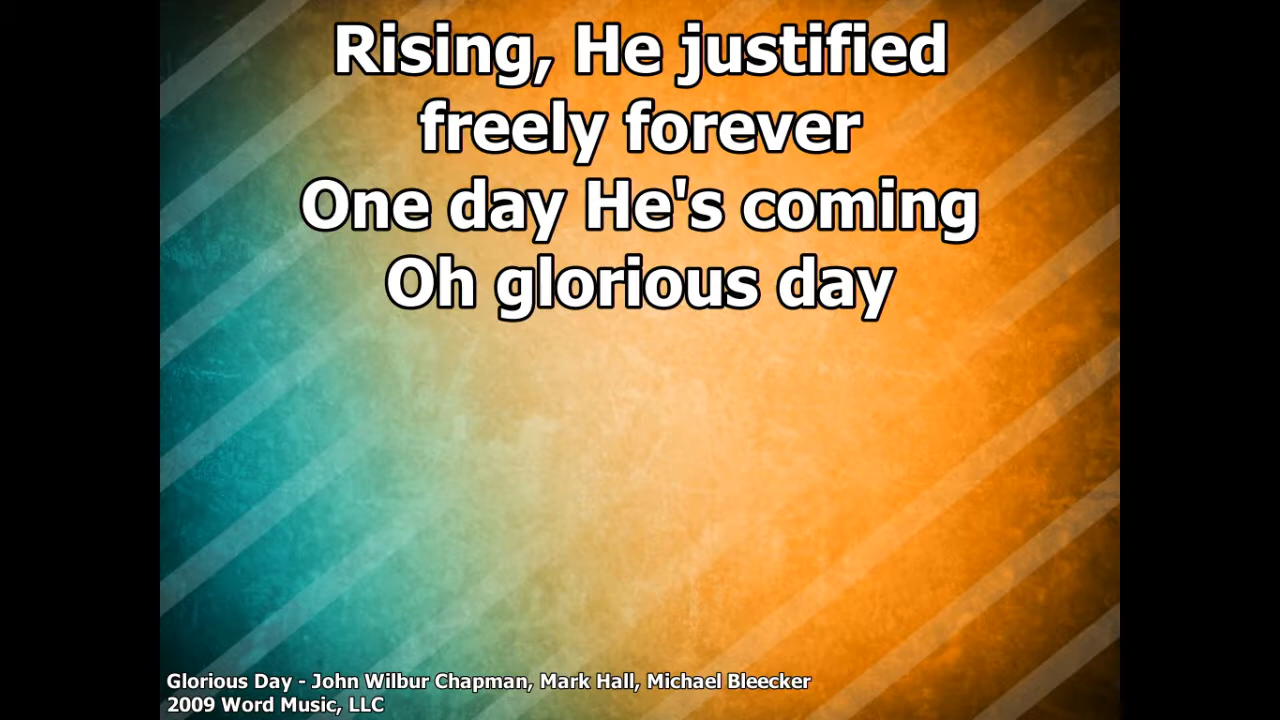 Rising, He justified
freely forever
One day He's coming
Oh glorious day
Glorious Day - John Wilbur Chapman, Mark Hall, Michael Bleecker
2009 Word Music, LLC